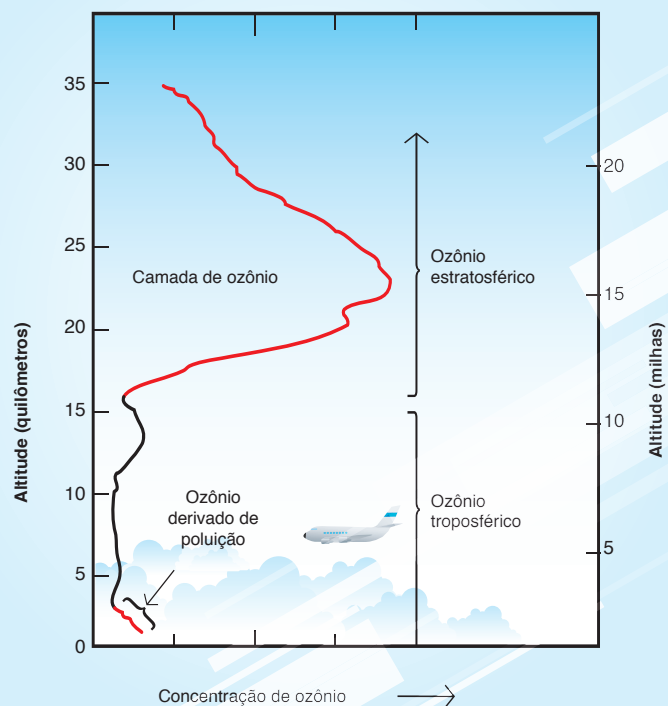 35
30
25
20
15
10
5
0
Altitude (quilômetros)
Camada de ozônio
Ozônio
derivado de
poluição
Ozônio
estratosférico
Ozônio
troposférico
20
15
10
5
Altitude (milhas)
Concentração de ozônio